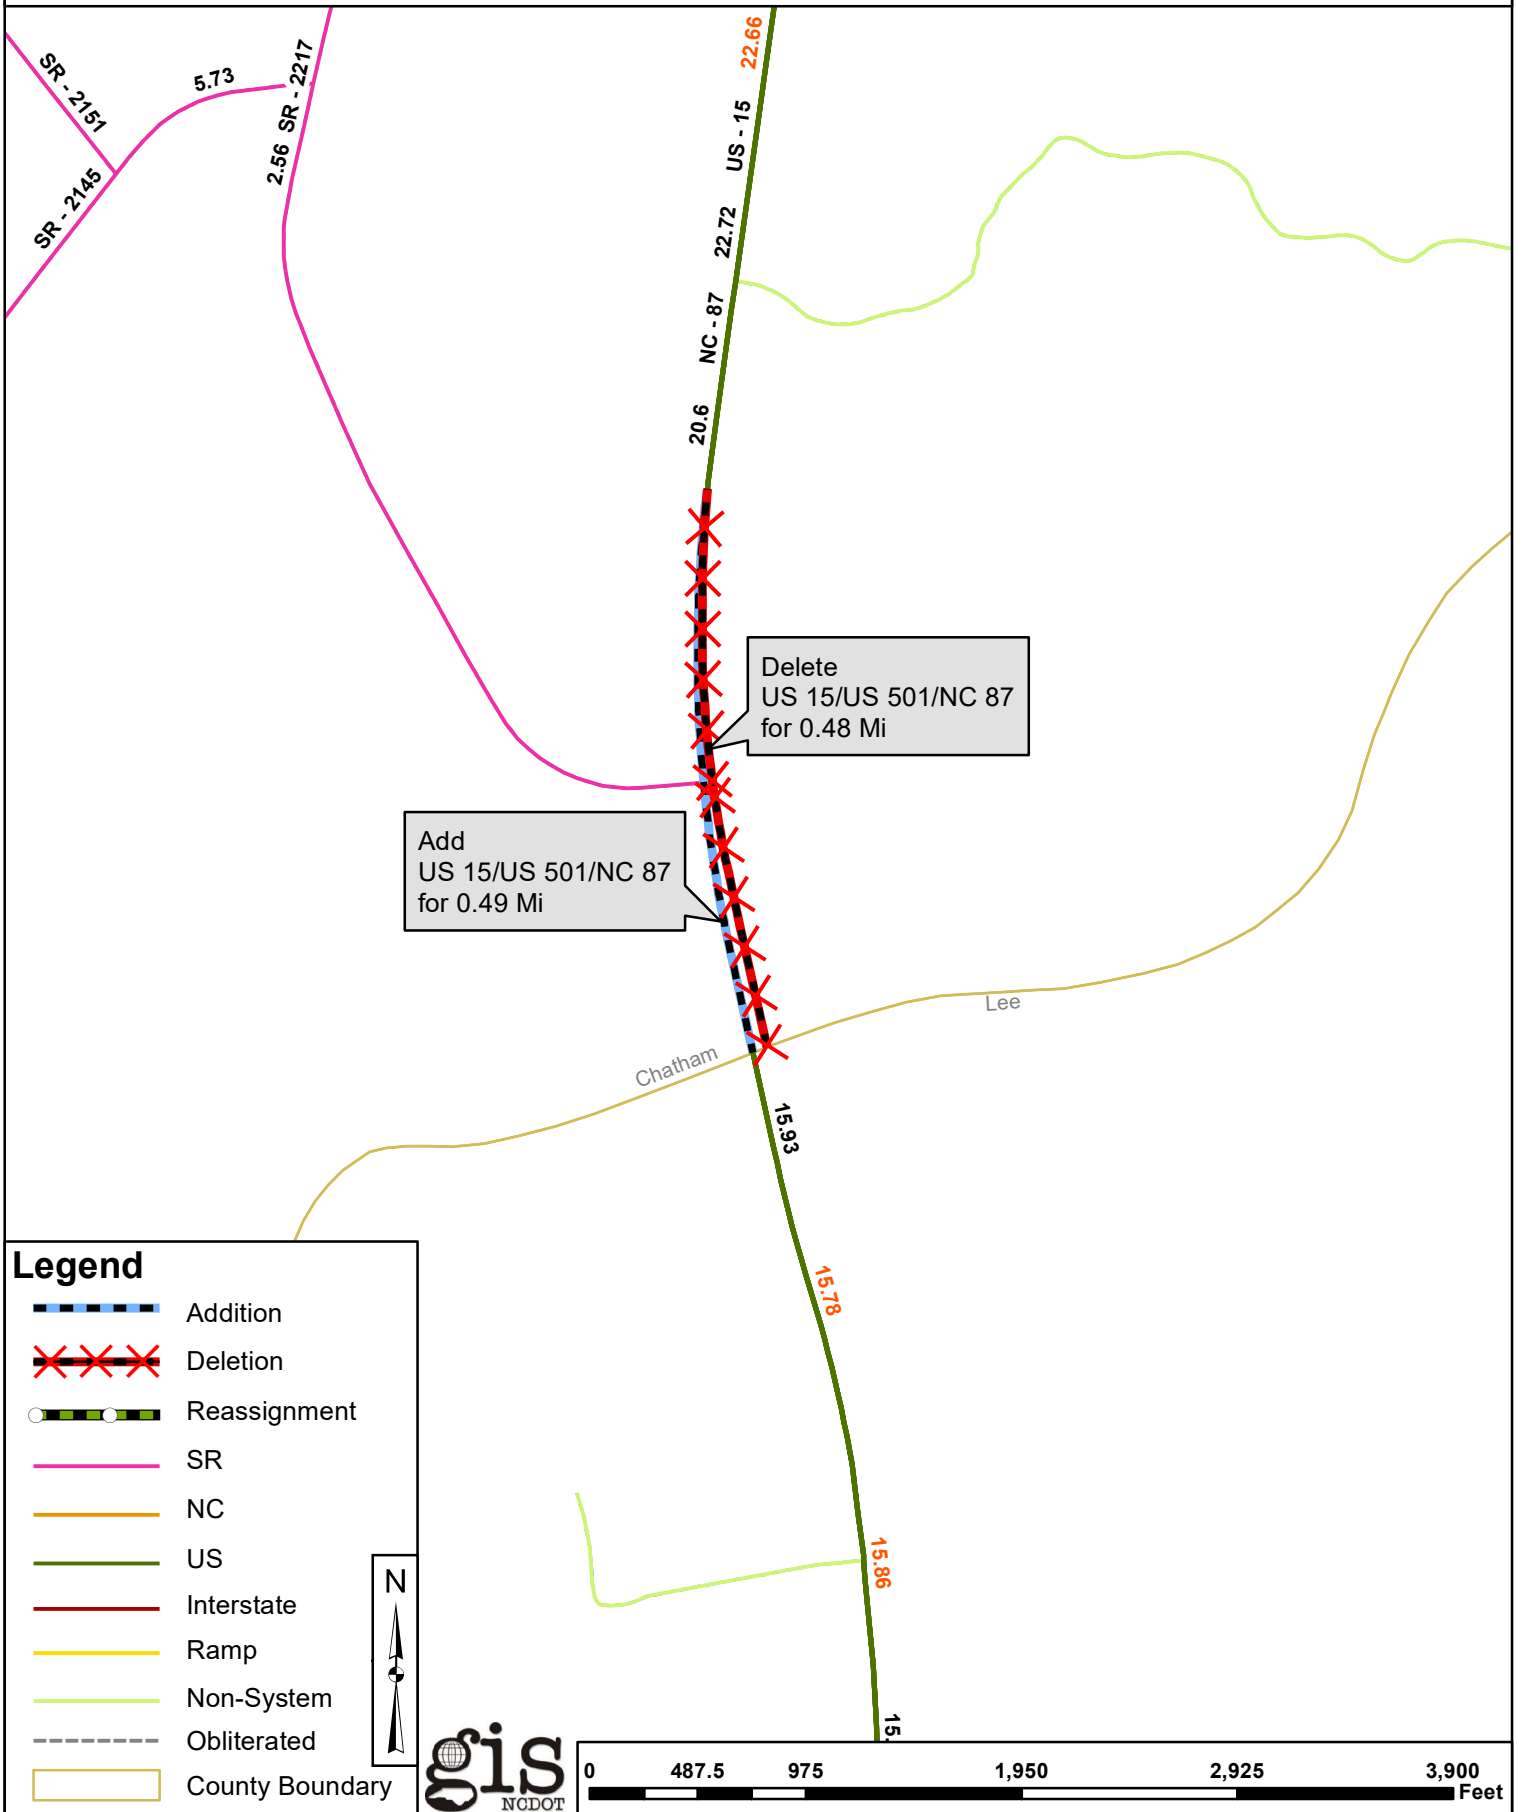 22.66
SR - 2217
SR - 2151
5.73
US - 15
2.56
SR - 2145
22.72
NC - 87
20.6
Delete
US 15/US 501/NC 87
for 0.48 Mi
Add
US 15/US 501/NC 87
for 0.49 Mi
Lee
Chatham
15.93
15.78
15.86
15.
Legend
Addition
Deletion
Reassignment
SR
NC
US
Interstate
Ramp
Non-System
Obliterated
County Boundary
N
gis
NCDOT
0 487.5 975 1,950 2,925 3,900
Feet